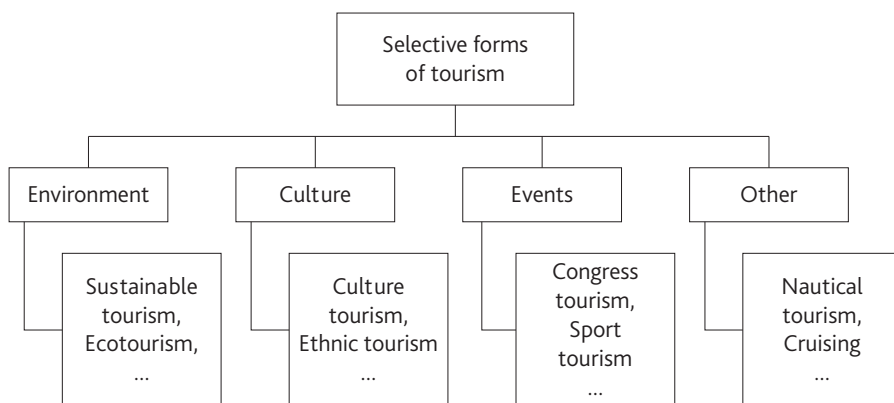 Selective forms
of tourism
Environment
Culture
Events
Other
Sustainable
tourism,
Ecotourism,
...
Culture
tourism,
Ethnic tourism
...
Congress
tourism,
Sport
tourism
...
Nautical
tourism,
Cruising
...